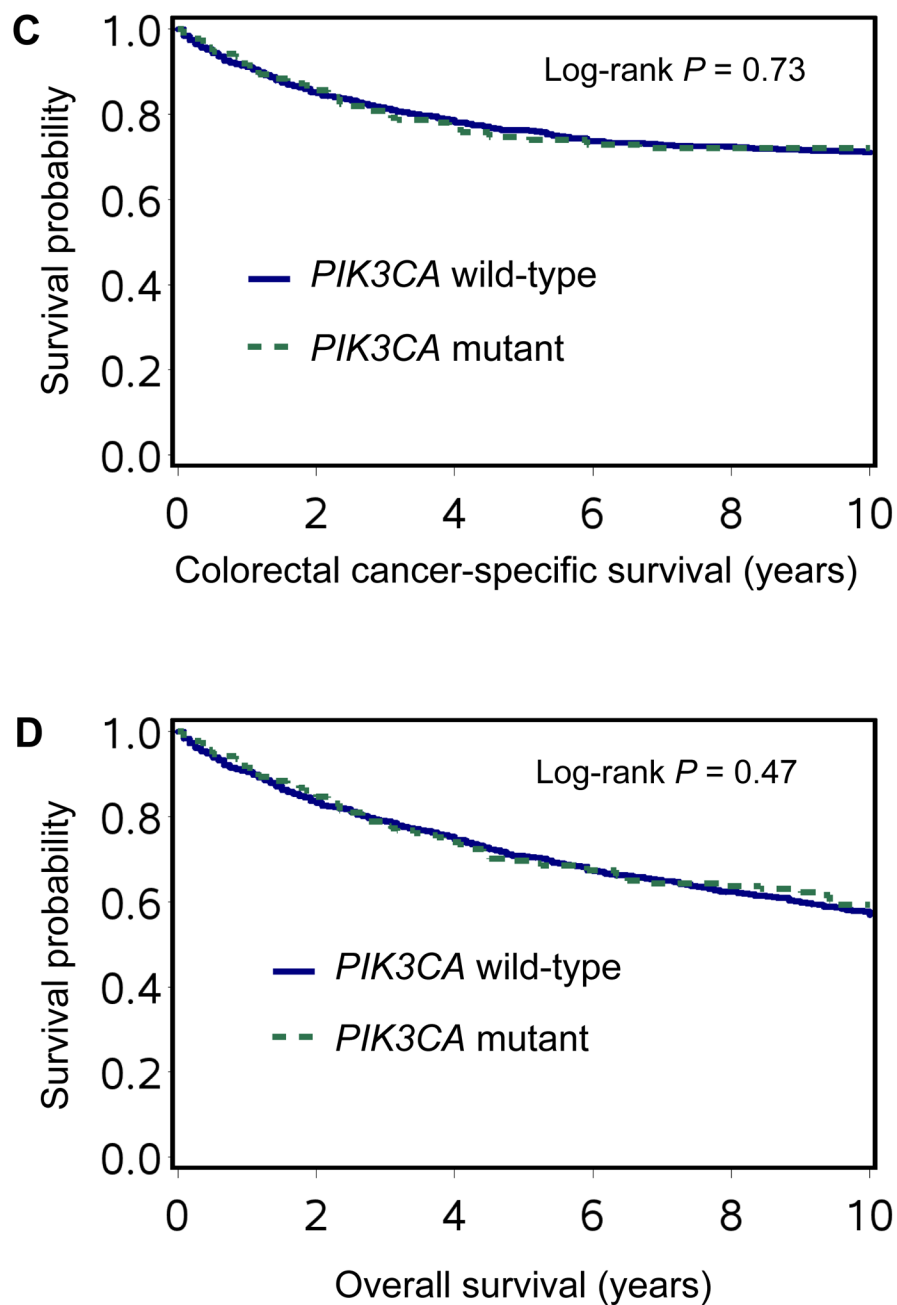 C
1.0
0.8
0.6
0.4
0.2
0.0
Survival probability
Log-rank P = 0.73
PIK3CA wild-type
PIK3CA mutant
0 2 4 6 8 10
Colorectal cancer-specific survival (years)
D
1.0
0.8
0.6
0.4
0.2
0.0
Survival probability
Log-rank P = 0.47
PIK3CA wild-type
PIK3CA mutant
0 2 4 6 8 10
Overall survival (years)